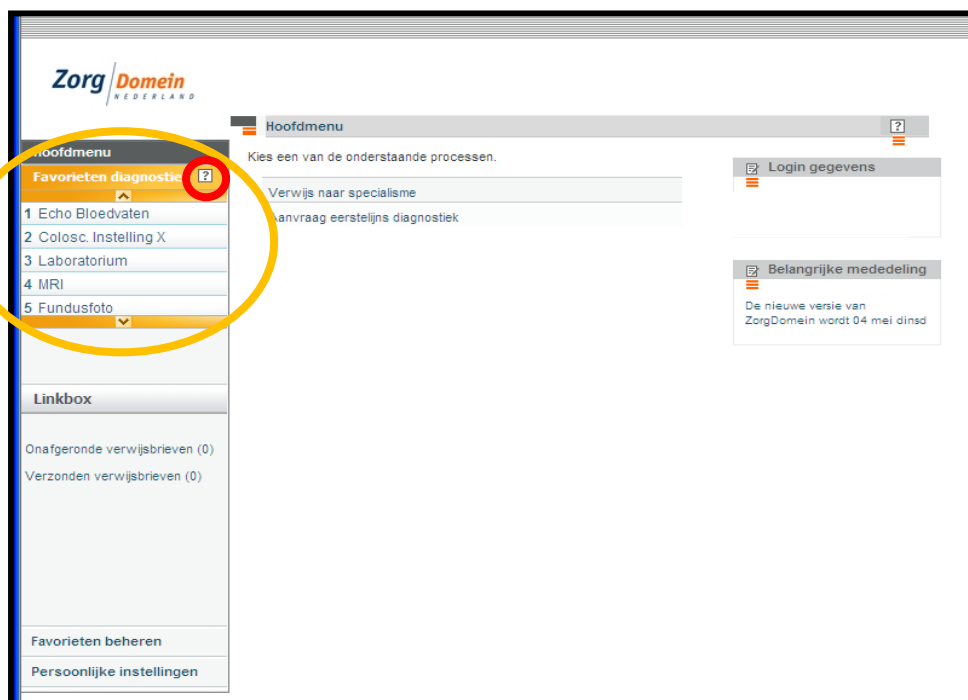 Zorg Domein
NEDERLAND
Hoofdmenu
?
Hoofdmenu
Favorieten diagnostie
?
1 Echo Bloedvaten
2 Colosc. Instelling X
3 Laboratorium
4 MRI
5 Fundusfoto
Linkbox
Onafgeronde verwijsbrieven (0)
Verzonden verwijsbrieven (0)
Favorieten beheren
Persoonlijke instellingen
Kies een van de onderstaande processen.
Verwijs naar specialisme
Aanvraag eerstelijns diagnostiek
Login gegevens
Belangrijke mededeling
De nieuwe versie van
ZorgDomein wordt 04 mei dinsd